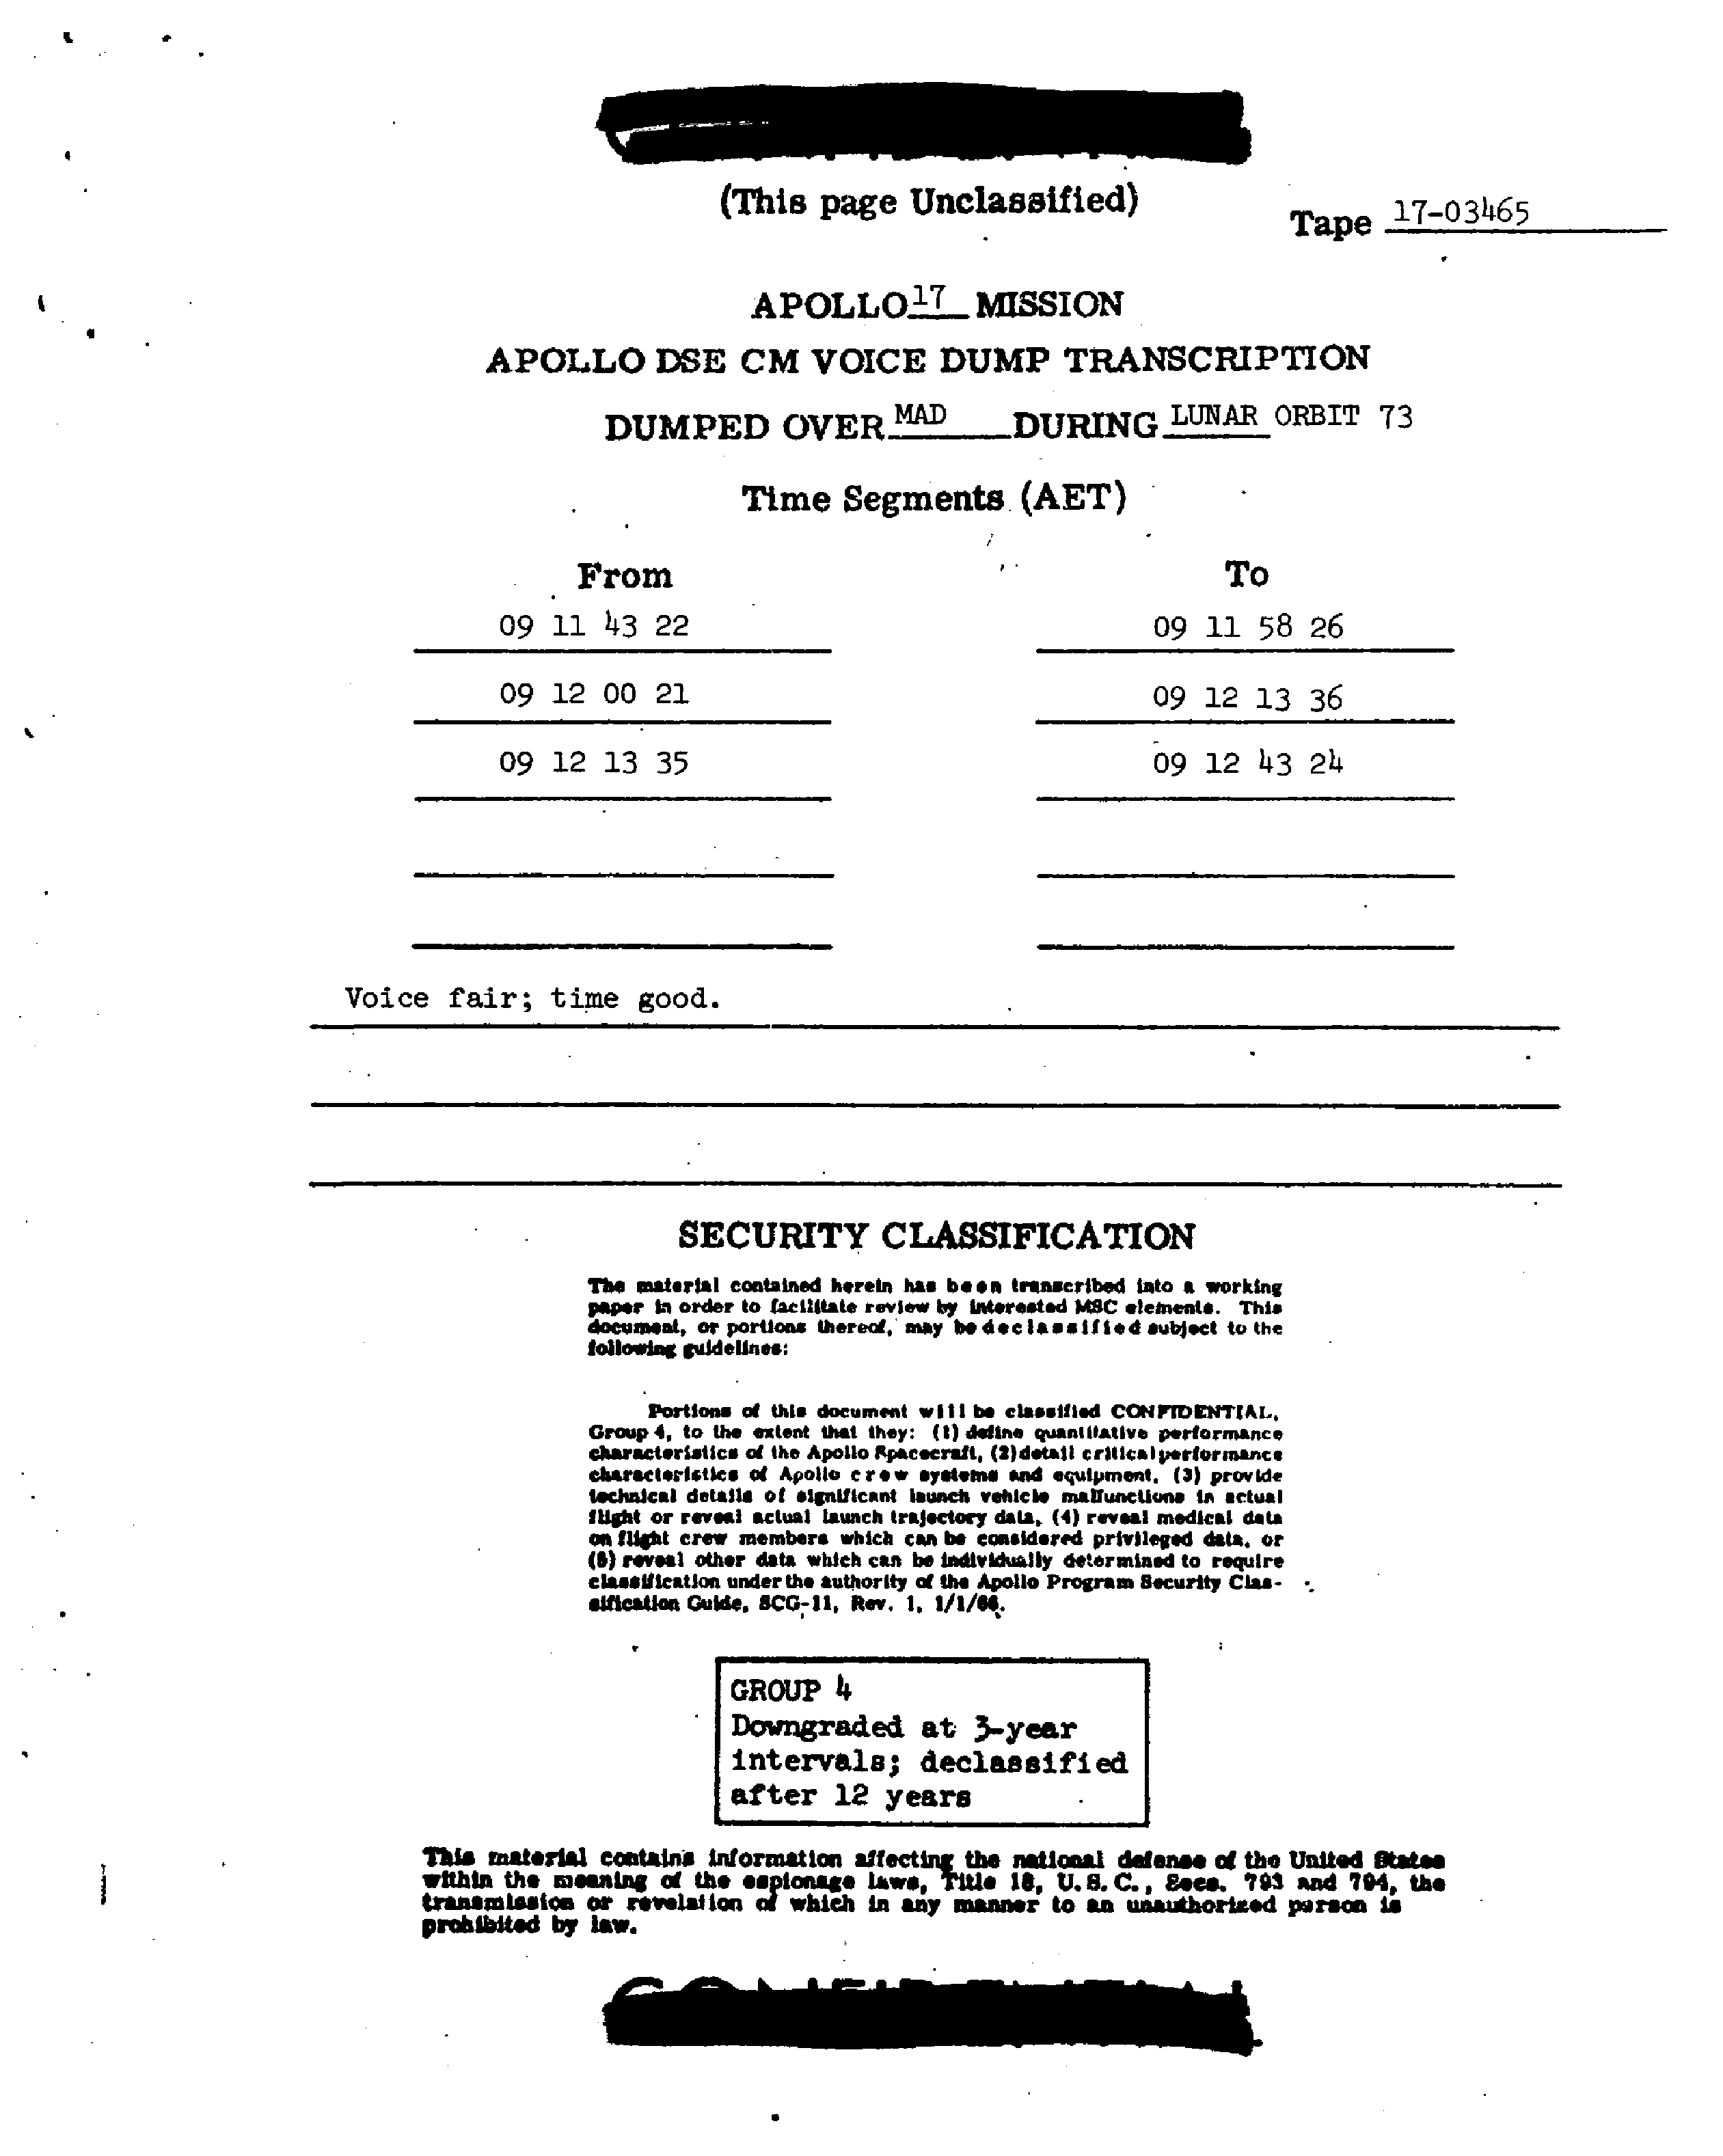 (This page Unclassified)
Tape 17-03465
APOLLO 17 MISSION
APOLLO DSE CM VOICE DUMP TRANSCRIPTION
DUMPED OVER MAD DURING LUNAR ORBIT 73
Time Segments (AET)
From To
09 11 43 22 09 11 58 26
09 12 00 21 09 12 13 36
09 12 13 35 09 12 43 24
Voice fair; time good.
SECURITY CLASSIFICATION
The material contained herein has been transcribed into a working
paper in order to facilitate review by interested MSC elements. This
document, or portions thereof, may be declassified subject to the
following guidelines:
Portions of this document will be classified CONFIDENTIAL,
Group 4, to the extent that they: (1) define quantitative performance
characteristics of the Apollo Spacecraft, (2) detail critical performance
characteristics of Apollo crew systems and equipment, (3) provide
technical details of significant launch vehicle malfunctions in actual
flight or reveal actual launch trajectory data, (4) reveal medical data
on flight crew members which can be considered privileged data, or
(5) reveal other data which can be individually determined to require
classification under the authority of the Apollo Program Security Clas-
sification Guide, SCG-11, Rev. 1, 1/1/66.
GROUP 4
Downgraded at 3-year
intervals; declassified
after 12 years
This material contains information affecting the national defense of the United States
within the meaning of the espionage laws, Title 18, U.S.C., Secs. 793 and 794, the
transmission or revelation of which in any manner to an unauthorized person is
prohibited by law.